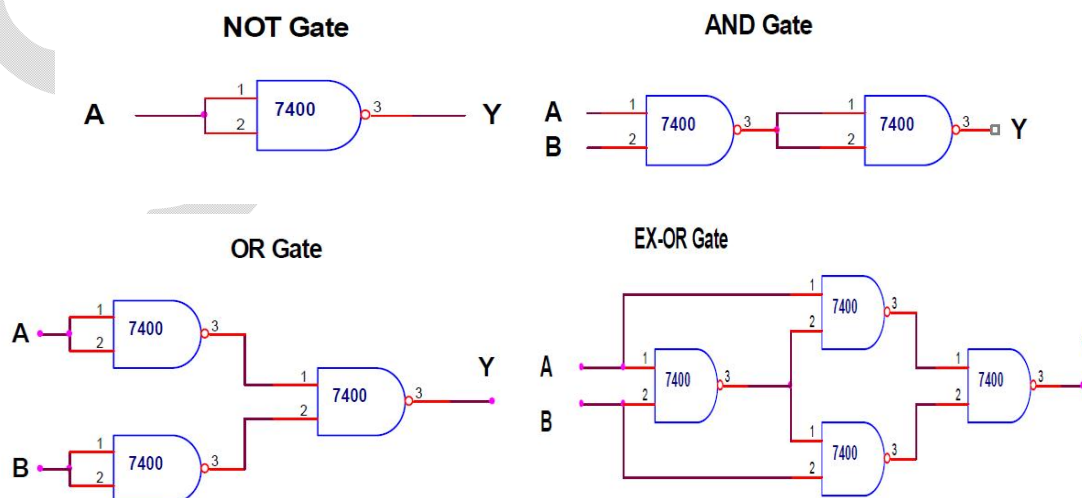 NOT Gate
A 1 2 7400 3 Y
AND Gate
A B 1 2 7400 3 1 2 7400 3 Y
OR Gate
A 1 2 7400 3
B 1 2 7400 3
1 2 7400 3 Y
EX-OR Gate
A B 1 2 7400 3
1 2 7400 3
1 2 7400 3
1 2 7400 3